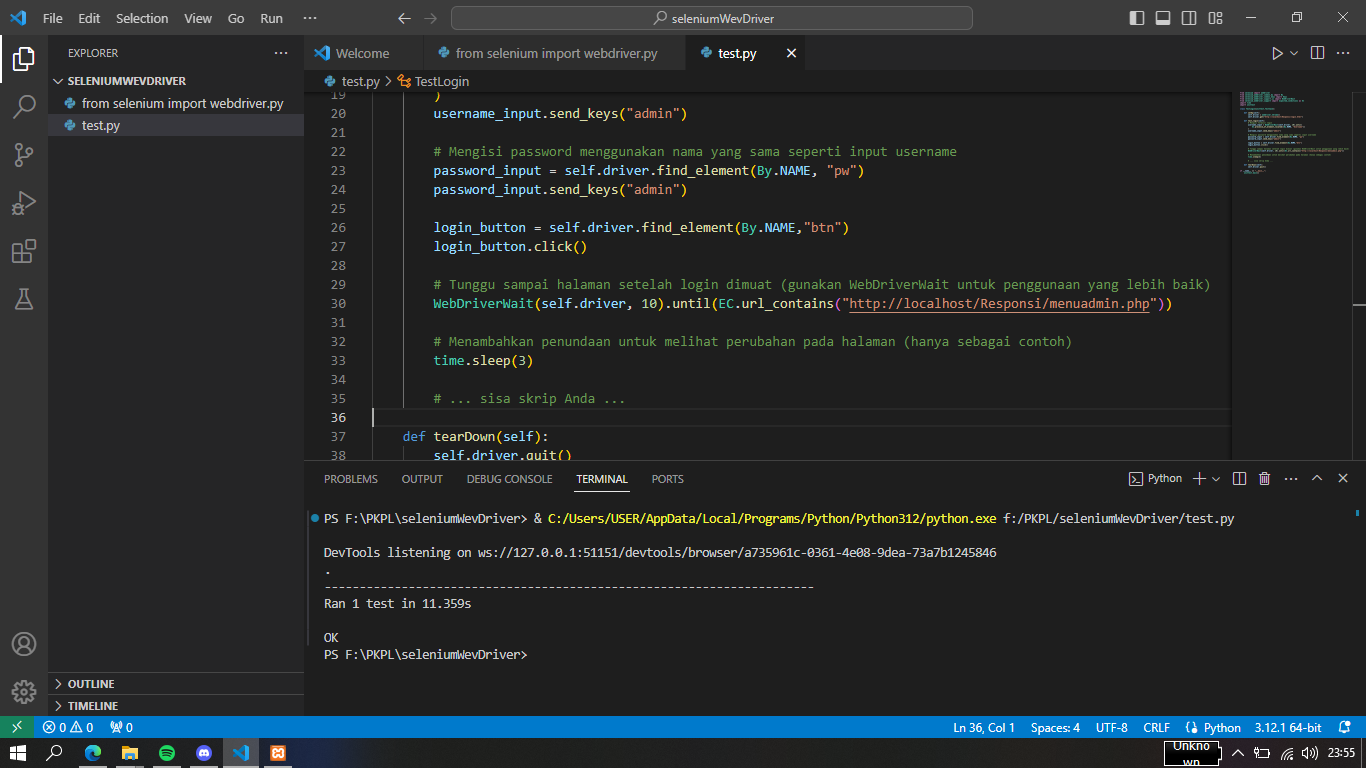 File Edit Selection View Go Run ··· seleniumWevDriver
EXPLORER ···
Welcome from selenium import webdriver.py test.py
SELENIUMWEVDRIVER
from selenium import webdriver.py
test.py
test.py > TestLogin
19 )
20 username_input.send_keys("admin")
21
22 # Mengisi password menggunakan nama yang sama seperti input username
23 password_input = self.driver.find_element(By.NAME, "pw")
24 password_input.send_keys("admin")
25
26 login_button = self.driver.find_element(By.NAME,"btn")
27 login_button.click()
28
29 # Tunggu sampai halaman setelah login dimuat (gunakan WebDriverWait untuk penggunaan yang lebih baik)
30 WebDriverWait(self.driver, 10).until(EC.url_contains("http://localhost/Responsi/menuadmin.php"))
31
32 # Menambahkan penundaan untuk melihat perubahan pada halaman (hanya sebagai contoh)
33 time.sleep(3)
34
35 # ... sisa skrip Anda ...
36
37 def tearDown(self):
38 self.driver.quit()
PROBLEMS OUTPUT DEBUG CONSOLE TERMINAL PORTS Python
PS F:\PKPL\seleniumWevDriver> & C:/Users/USER/AppData/Local/Programs/Python/Python312/python.exe f:/PKPL/seleniumWevDriver/test.py
DevTools listening on ws://127.0.0.1:51151/devtools/browser/a735961c-0361-4e08-9dea-73a7b1245846
.
----------------------------------------------------------------------
Ran 1 test in 11.359s
OK
PS F:\PKPL\seleniumWevDriver>
OUTLINE
TIMELINE
0 0 0 Ln 36, Col 1 Spaces: 4 UTF-8 CRLF Python 3.12.1 64-bit
Unkno
wn
23:55